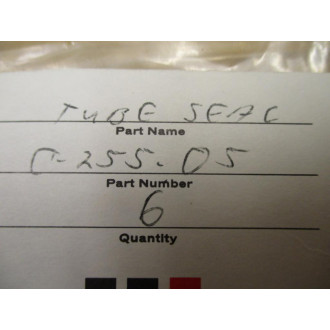 TUBE SEAL
Part Name
C-255-05
Part Number
6
Quantity